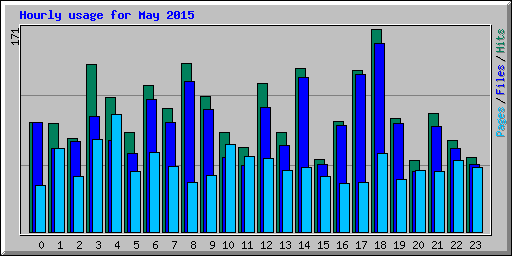 Hourly usage for May 2015
171
Pages / Files / Hits
0 1 2 3 4 5 6 7 8 9 10 11 12 13 14 15 16 17 18 19 20 21 22 23